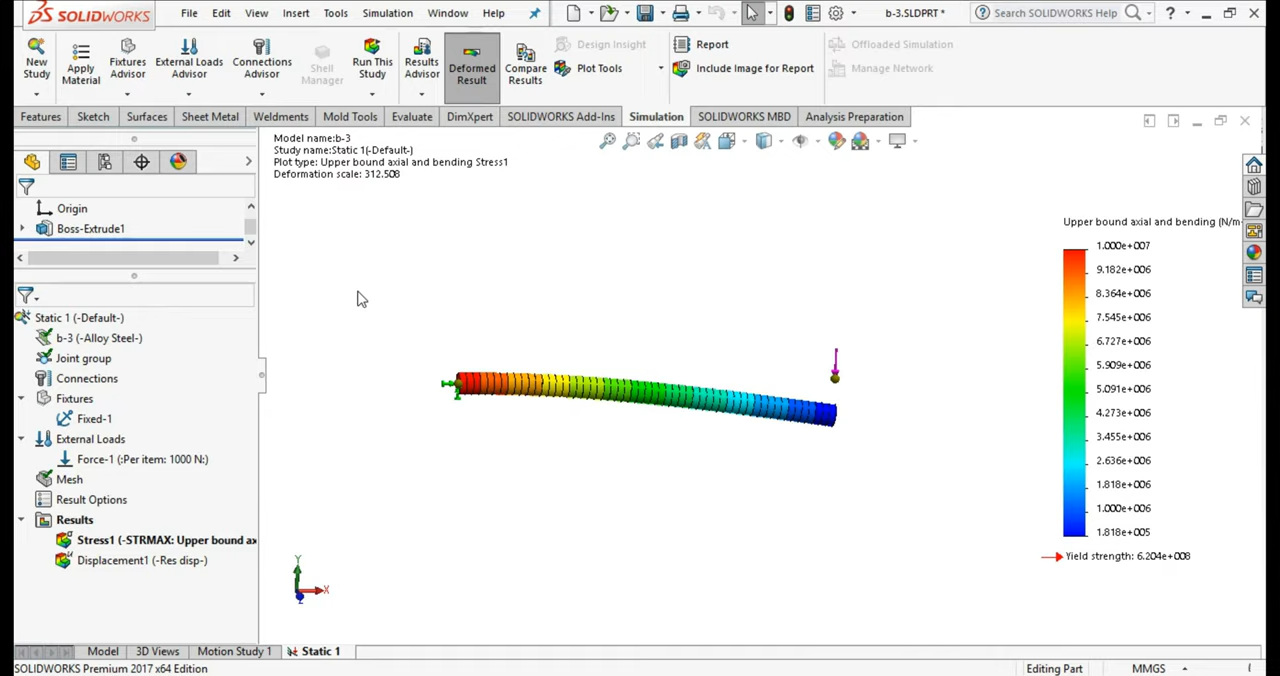 SOLIDWORKS
File Edit View Insert Tools Simulation Window Help
b-3.SLDPRT *
Search SOLIDWORKS Help
New Study
Apply Material
Fixtures Advisor
External Loads Advisor
Connections Advisor
Shell Manager
Run This Study
Results Advisor
Deformed Result
Compare Results
Design Insight
Plot Tools
Report
Include Image for Report
Offloaded Simulation
Manage Network
Features Sketch Surfaces Sheet Metal Weldments Mold Tools Evaluate DimXpert SOLIDWORKS Add-Ins Simulation SOLIDWORKS MBD Analysis Preparation
Model name:b-3
Study name:Static 1(-Default-)
Plot type: Upper bound axial and bending Stress1
Deformation scale: 312.508
Origin
Boss-Extrude1
Static 1 (-Default-)
b-3 (-Alloy Steel-)
Joint group
Connections
Fixtures
Fixed-1
External Loads
Force-1 (:Per item: 1000 N:)
Mesh
Result Options
Results
Stress1 (-STRMAX: Upper bound ax
Displacement1 (-Res disp-)
Upper bound axial and bending (N/m
1.000e+007
9.182e+006
8.364e+006
7.545e+006
6.727e+006
5.909e+006
5.091e+006
4.273e+006
3.455e+006
2.636e+006
1.818e+006
1.000e+006
1.818e+005
Yield strength: 6.204e+008
Y
X
Z
Model 3D Views Motion Study 1 Static 1
SOLIDWORKS Premium 2017 x64 Edition
Editing Part MMGS